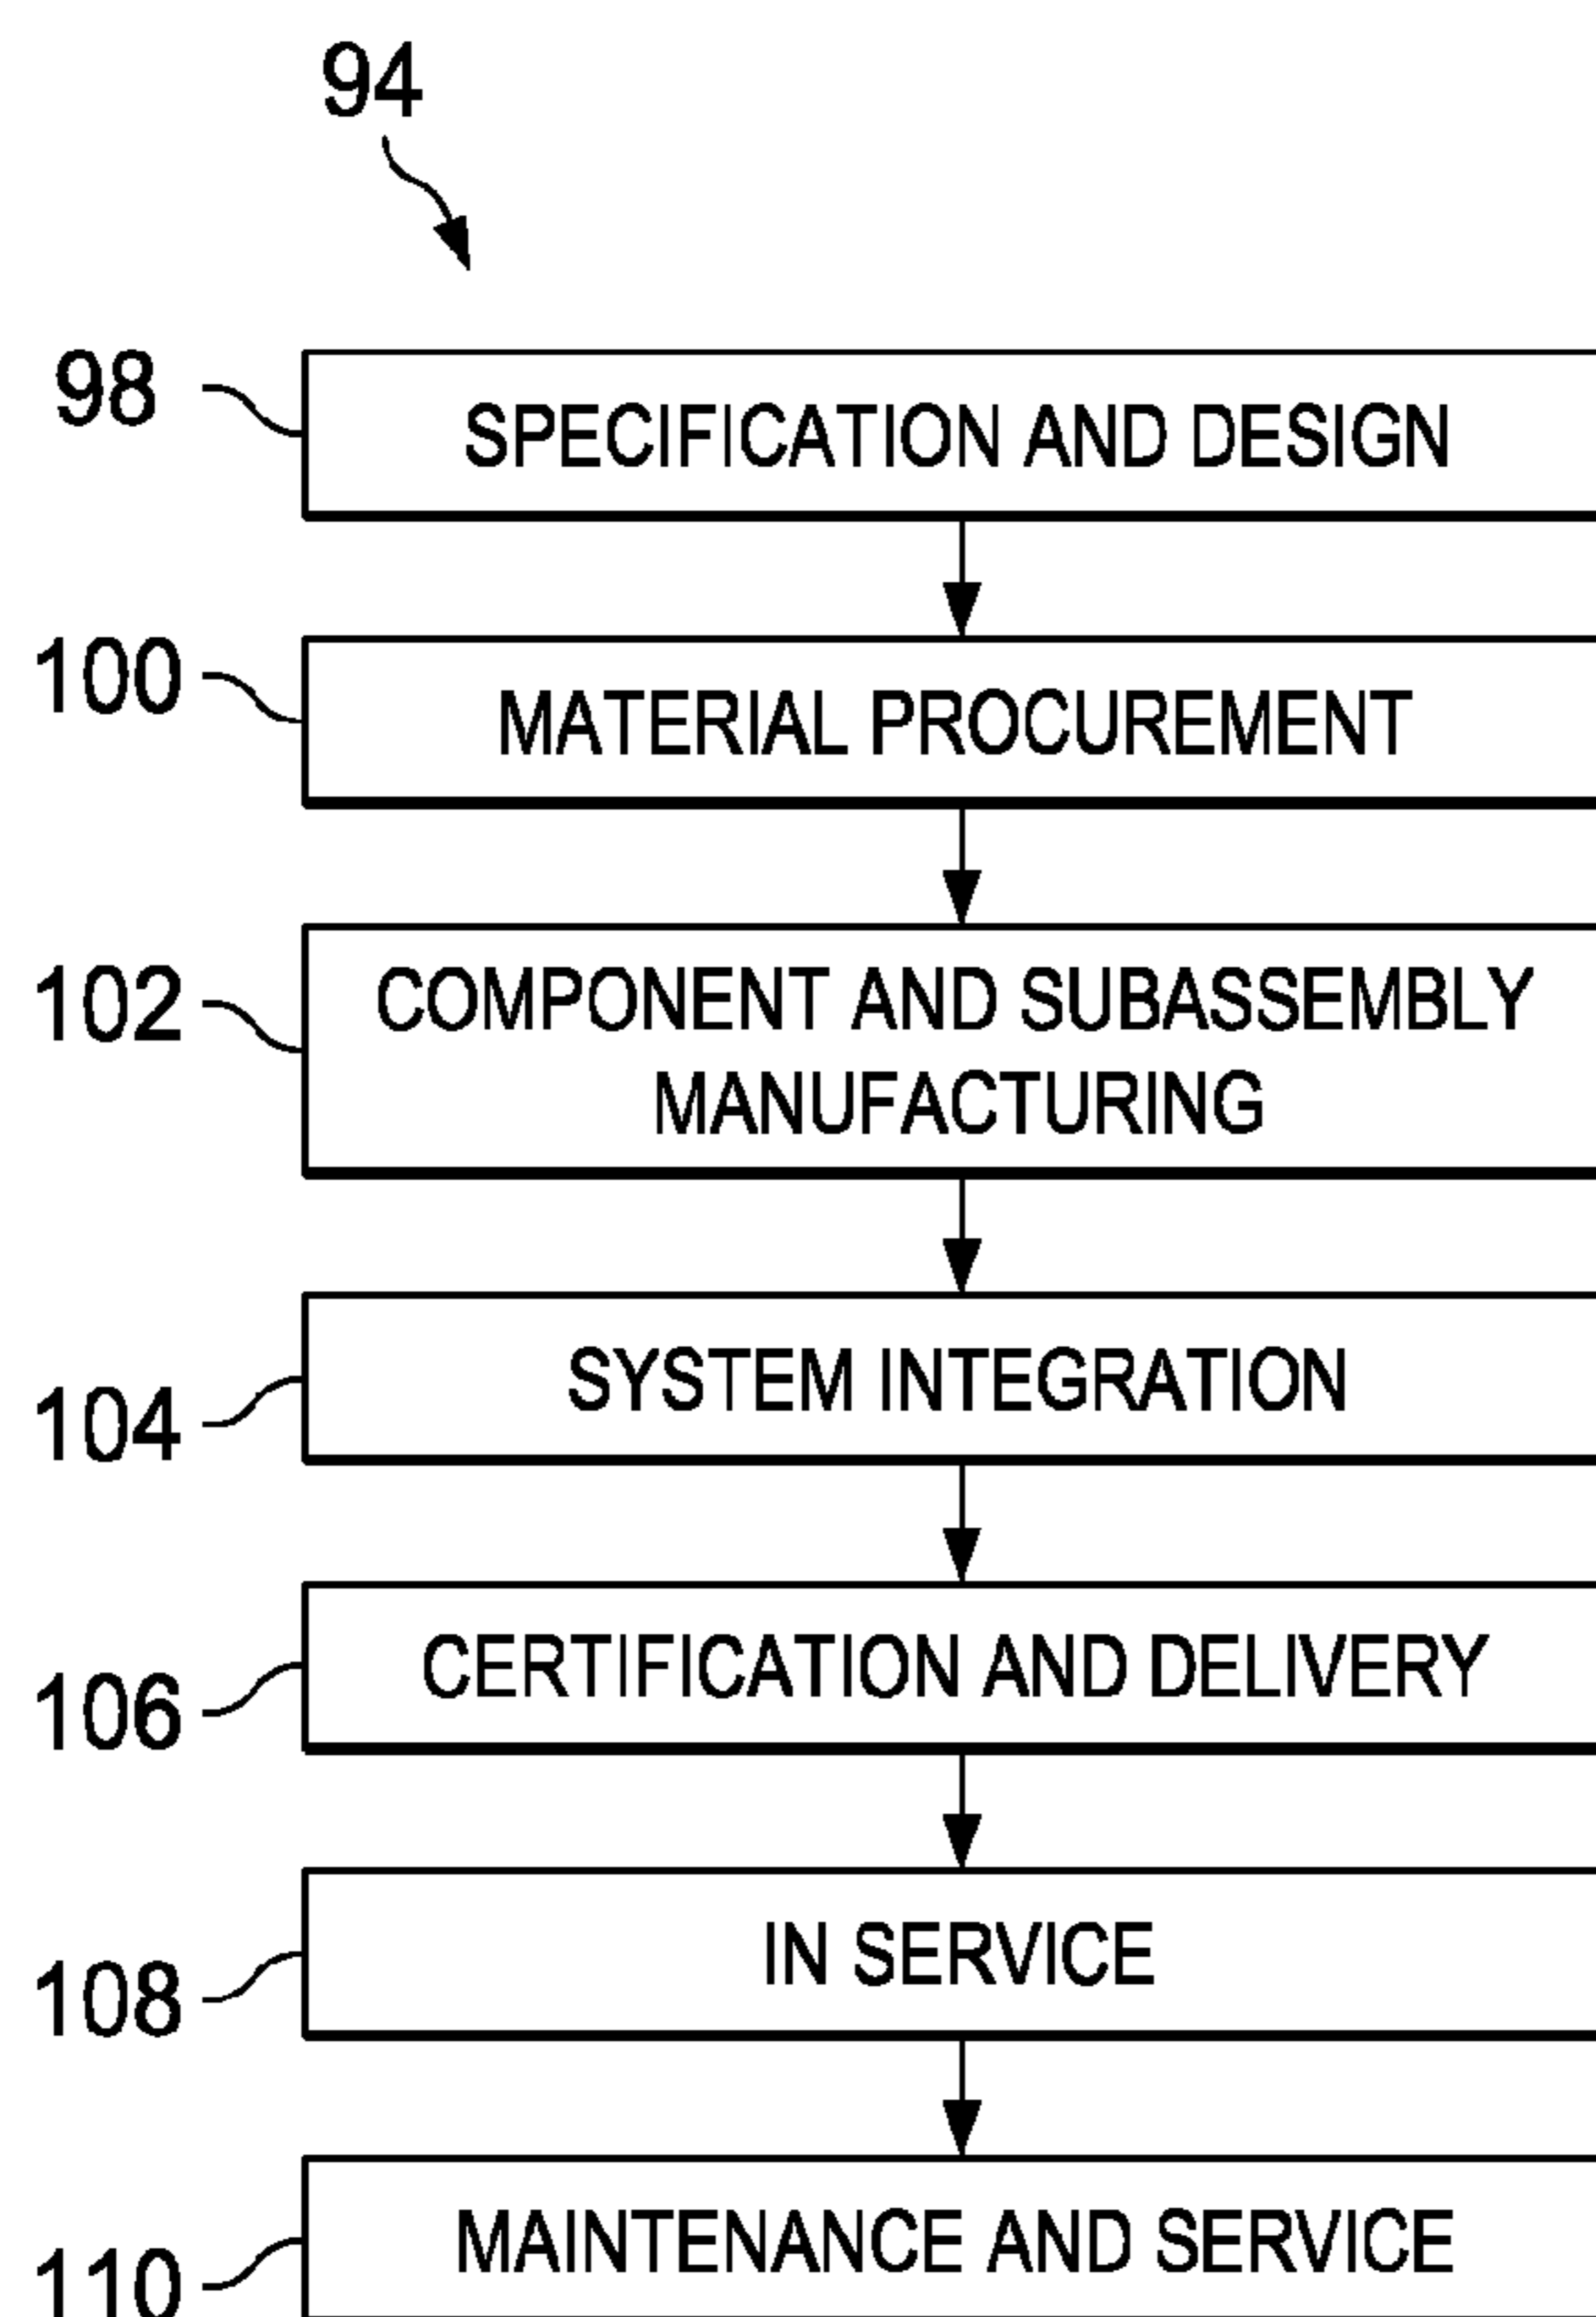 94
98
SPECIFICATION AND DESIGN
100
MATERIAL PROCUREMENT
102
COMPONENT AND SUBASSEMBLY
MANUFACTURING
104
SYSTEM INTEGRATION
106
CERTIFICATION AND DELIVERY
108
IN SERVICE
110
MAINTENANCE AND SERVICE